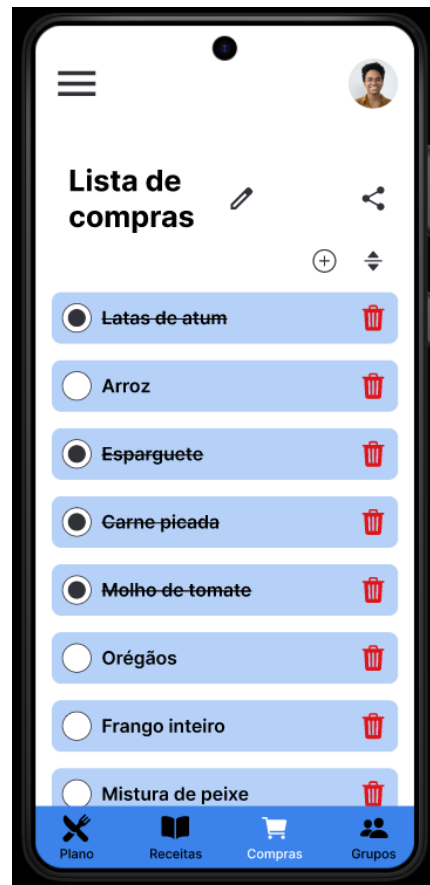 Lista de
compras
Latas de atum
Arroz
Esparguete
Carne picada
Molho de tomate
Orégãos
Frango inteiro
Mistura de peixe
Plano Receitas Compras Grupos